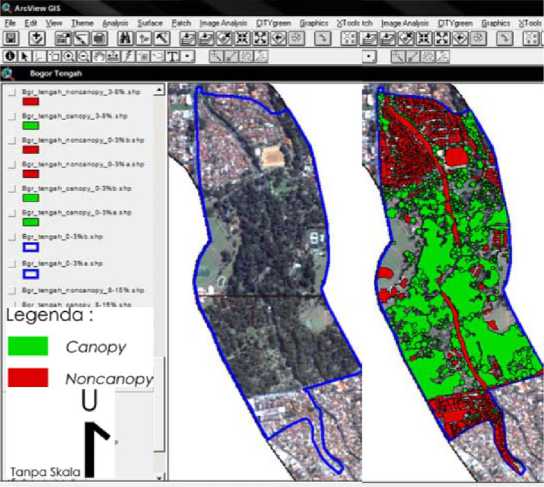 ArcView GIS
File Edit View Theme Analysis Surface Patch Image Analysis CITYgreen Graphics XTools tch Image Analysis CITYgreen Graphics XTools
Bogor Tengah
Bgr_tengah_noncanopy_3-8%.shp
Bgr_tengah_canopy_3-8%.shp
Bgr_tengah_noncanopy_0-3%b.shp
Bgr_tengah_noncanopy_0-3%a.shp
Bgr_tengah_canopy_0-3%b.shp
Bgr_tengah_canopy_0-3%a.shp
Bgr_tengah_0-3%b.shp
Bgr_tengah_0-3%a.shp
Bgr_tengah_noncanopy_8-15%.shp
Bgr_tengah_canopy_8-15%.shp
Legenda :
Canopy
Noncanopy
U
Tanpa Skala